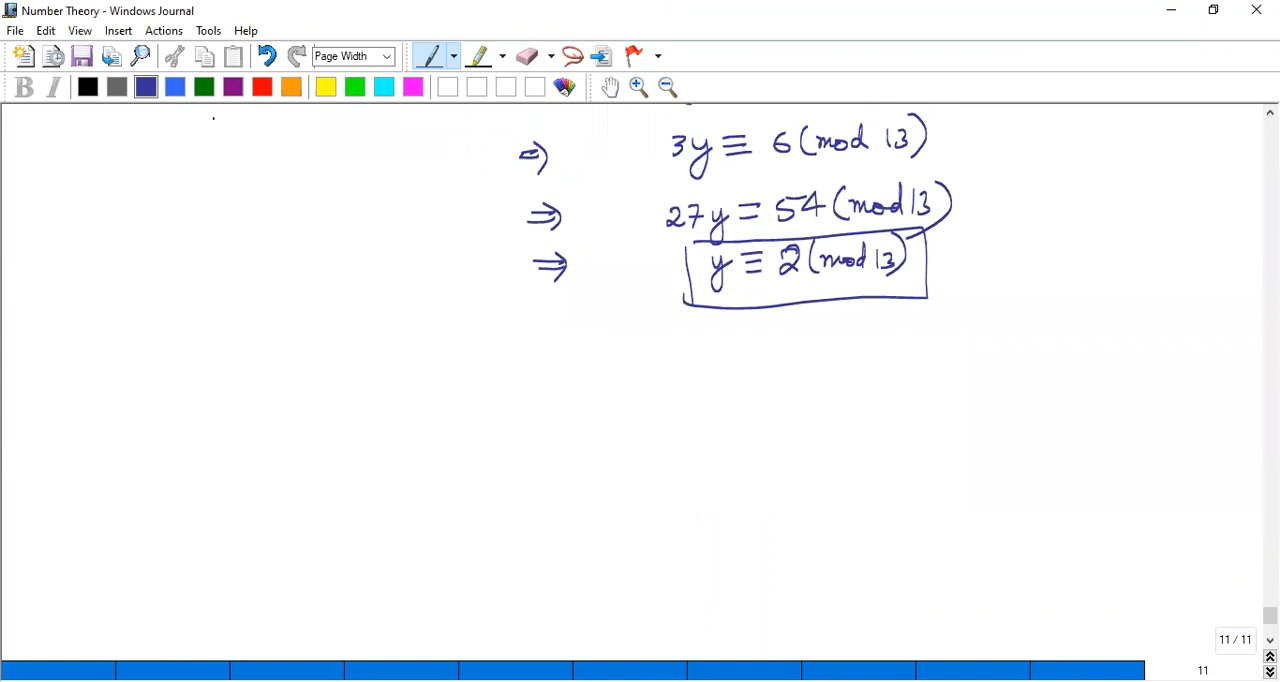 Number Theory - Windows Journal
File Edit View Insert Actions Tools Help
Page Width
B I
⇒ 3y ≡ 6 (mod 13)
⇒ 27y ≡ 54 (mod 13)
⇒ y ≡ 2 (mod 13)
11 / 11
11